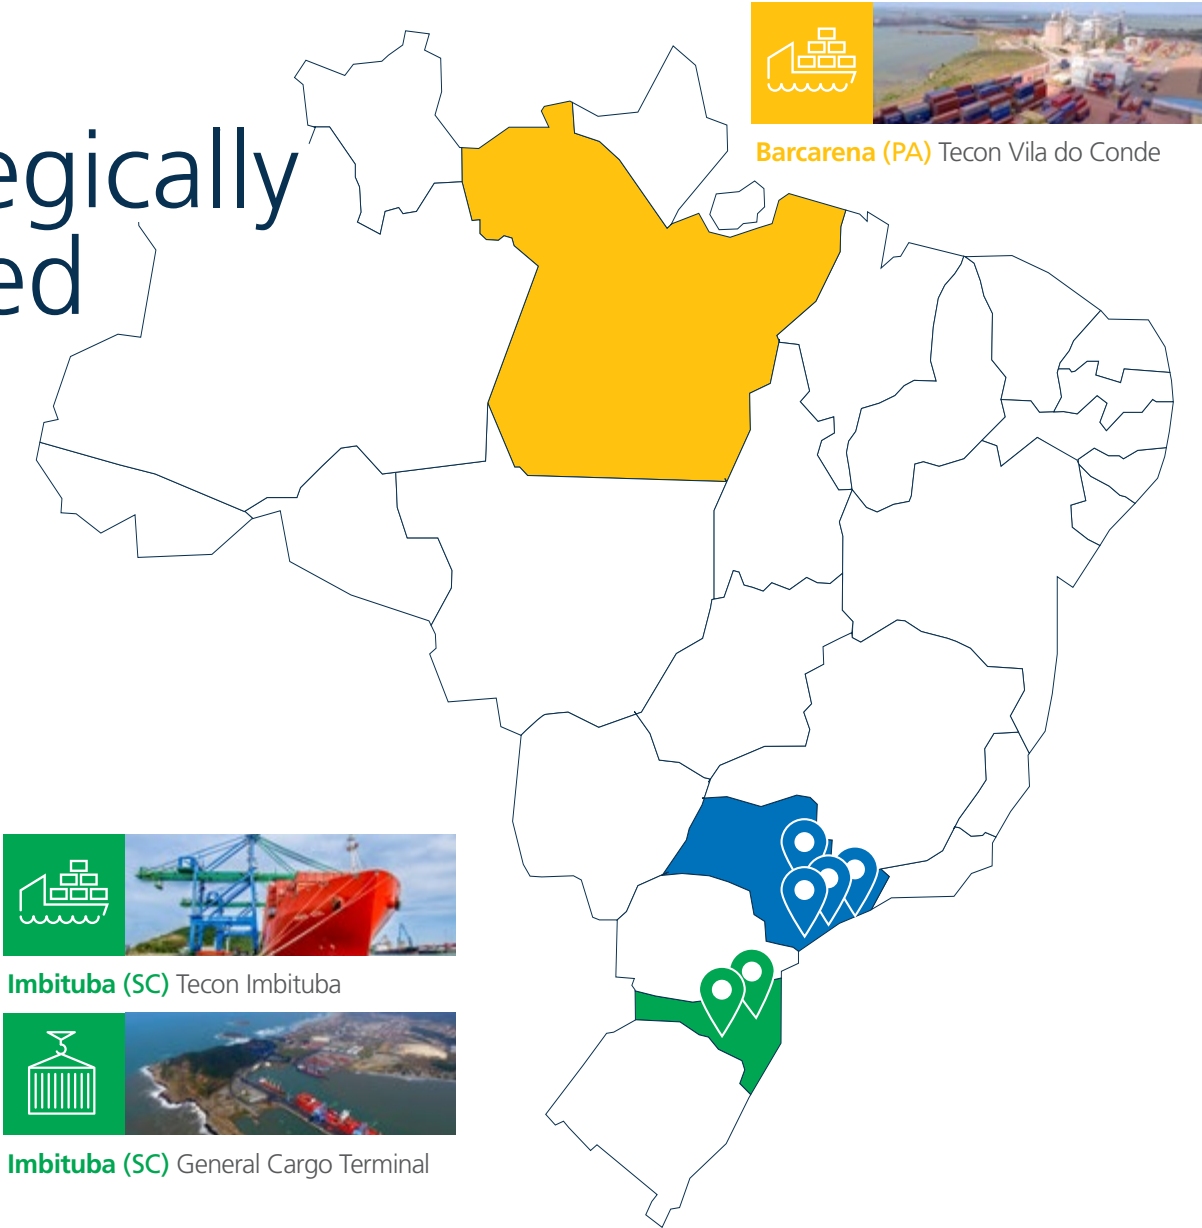 egically
ed
Barcarena (PA) Tecon Vila do Conde
Imbituba (SC) Tecon Imbituba
Imbituba (SC) General Cargo Terminal